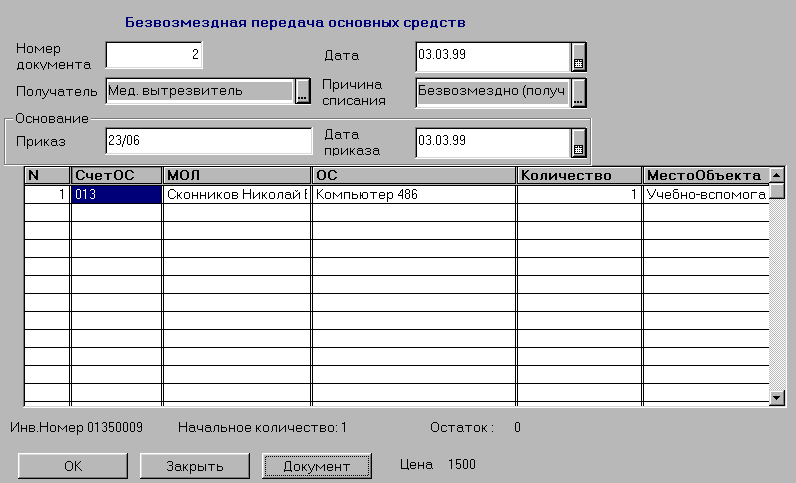 Безвозмездная передача основных средств
Номер документа 2 Дата 03.03.99
Получатель Мед. вытрезвитель ... Причина списания Безвозмездно (получ ...
Основание
Приказ 23/06 Дата приказа 03.03.99
N СчетОС МОЛ ОС Количество МестоОбъекта
1 013 Сконников Николай Компьютер 486 1 Учебно-вспомога
Инв.Номер 01350009 Начальное количество: 1 Остаток : 0
OK Закрыть Документ Цена 1500